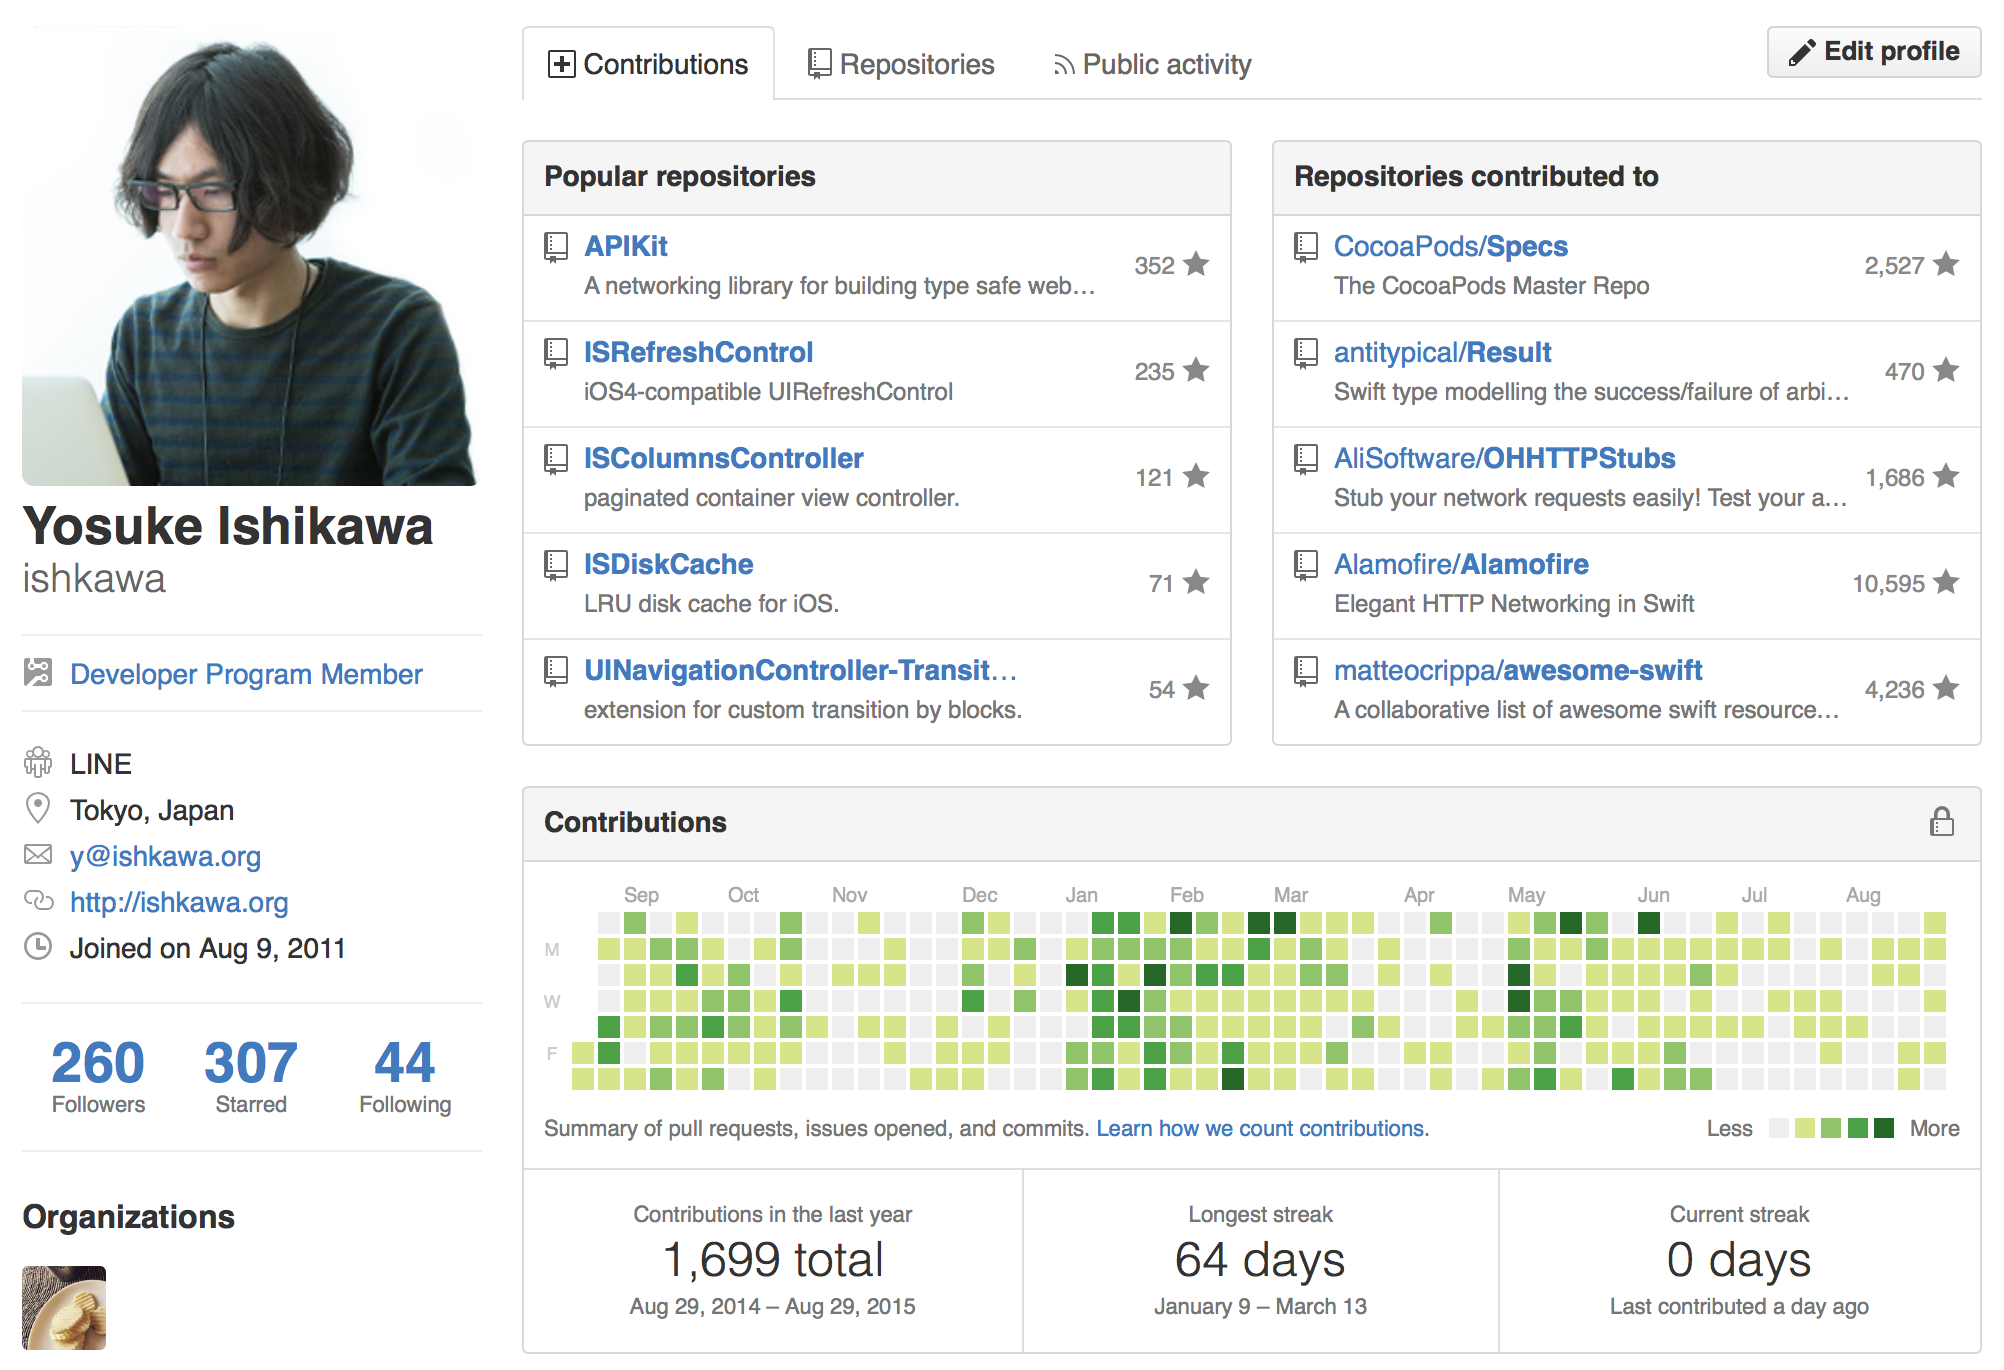 Contributions
Repositories
Public activity
Edit profile
Yosuke Ishikawa
ishkawa
Developer Program Member
LINE
Tokyo, Japan
y@ishkawa.org
http://ishkawa.org
Joined on Aug 9, 2011
260 307 44
Followers Starred Following
Organizations
Popular repositories
APIKit
A networking library for building type safe web…
352
ISRefreshControl
iOS4-compatible UIRefreshControl
235
ISColumnsController
paginated container view controller.
121
ISDiskCache
LRU disk cache for iOS.
71
UINavigationController-Transit…
extension for custom transition by blocks.
54
Repositories contributed to
CocoaPods/Specs
The CocoaPods Master Repo
2,527
antitypical/Result
Swift type modelling the success/failure of arbi…
470
AliSoftware/OHHTTPStubs
Stub your network requests easily! Test your a…
1,686
Alamofire/Alamofire
Elegant HTTP Networking in Swift
10,595
matteocrippa/awesome-swift
A collaborative list of awesome swift resource…
4,236
Contributions
Sep Oct Nov Dec Jan Feb Mar Apr May Jun Jul Aug
M
W
F
Summary of pull requests, issues opened, and commits. Learn how we count contributions.
Less More
Contributions in the last year
1,699 total
Aug 29, 2014 – Aug 29, 2015
Longest streak
64 days
January 9 – March 13
Current streak
0 days
Last contributed a day ago